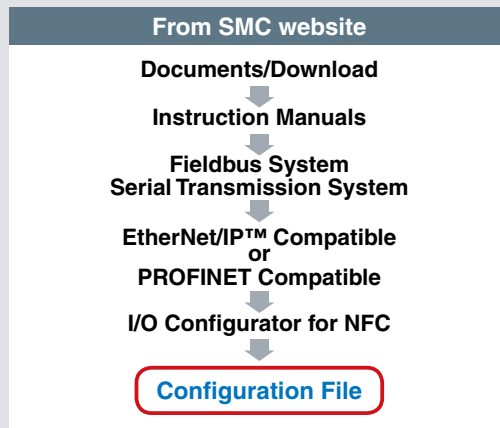 From SMC website
Documents/Download
Instruction Manuals
Fieldbus System
Serial Transmission System
EtherNet/IP™ Compatible
or
PROFINET Compatible
I/O Configurator for NFC
Configuration File